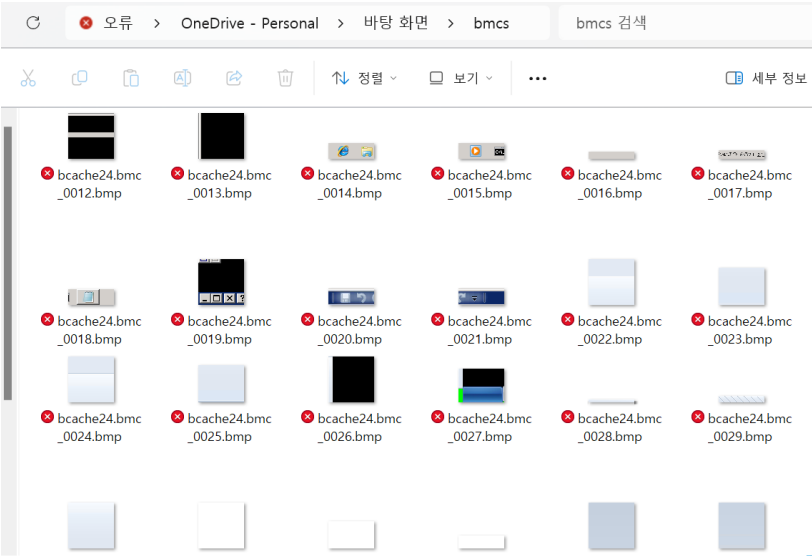 오류 > OneDrive - Personal > 바탕 화면 > bmcs
bmcs 검색
정렬
보기
세부 정보
bcache24.bmc
_0012.bmp
bcache24.bmc
_0013.bmp
bcache24.bmc
_0014.bmp
bcache24.bmc
_0015.bmp
bcache24.bmc
_0016.bmp
bcache24.bmc
_0017.bmp
bcache24.bmc
_0018.bmp
bcache24.bmc
_0019.bmp
bcache24.bmc
_0020.bmp
bcache24.bmc
_0021.bmp
bcache24.bmc
_0022.bmp
bcache24.bmc
_0023.bmp
bcache24.bmc
_0024.bmp
bcache24.bmc
_0025.bmp
bcache24.bmc
_0026.bmp
bcache24.bmc
_0027.bmp
bcache24.bmc
_0028.bmp
bcache24.bmc
_0029.bmp